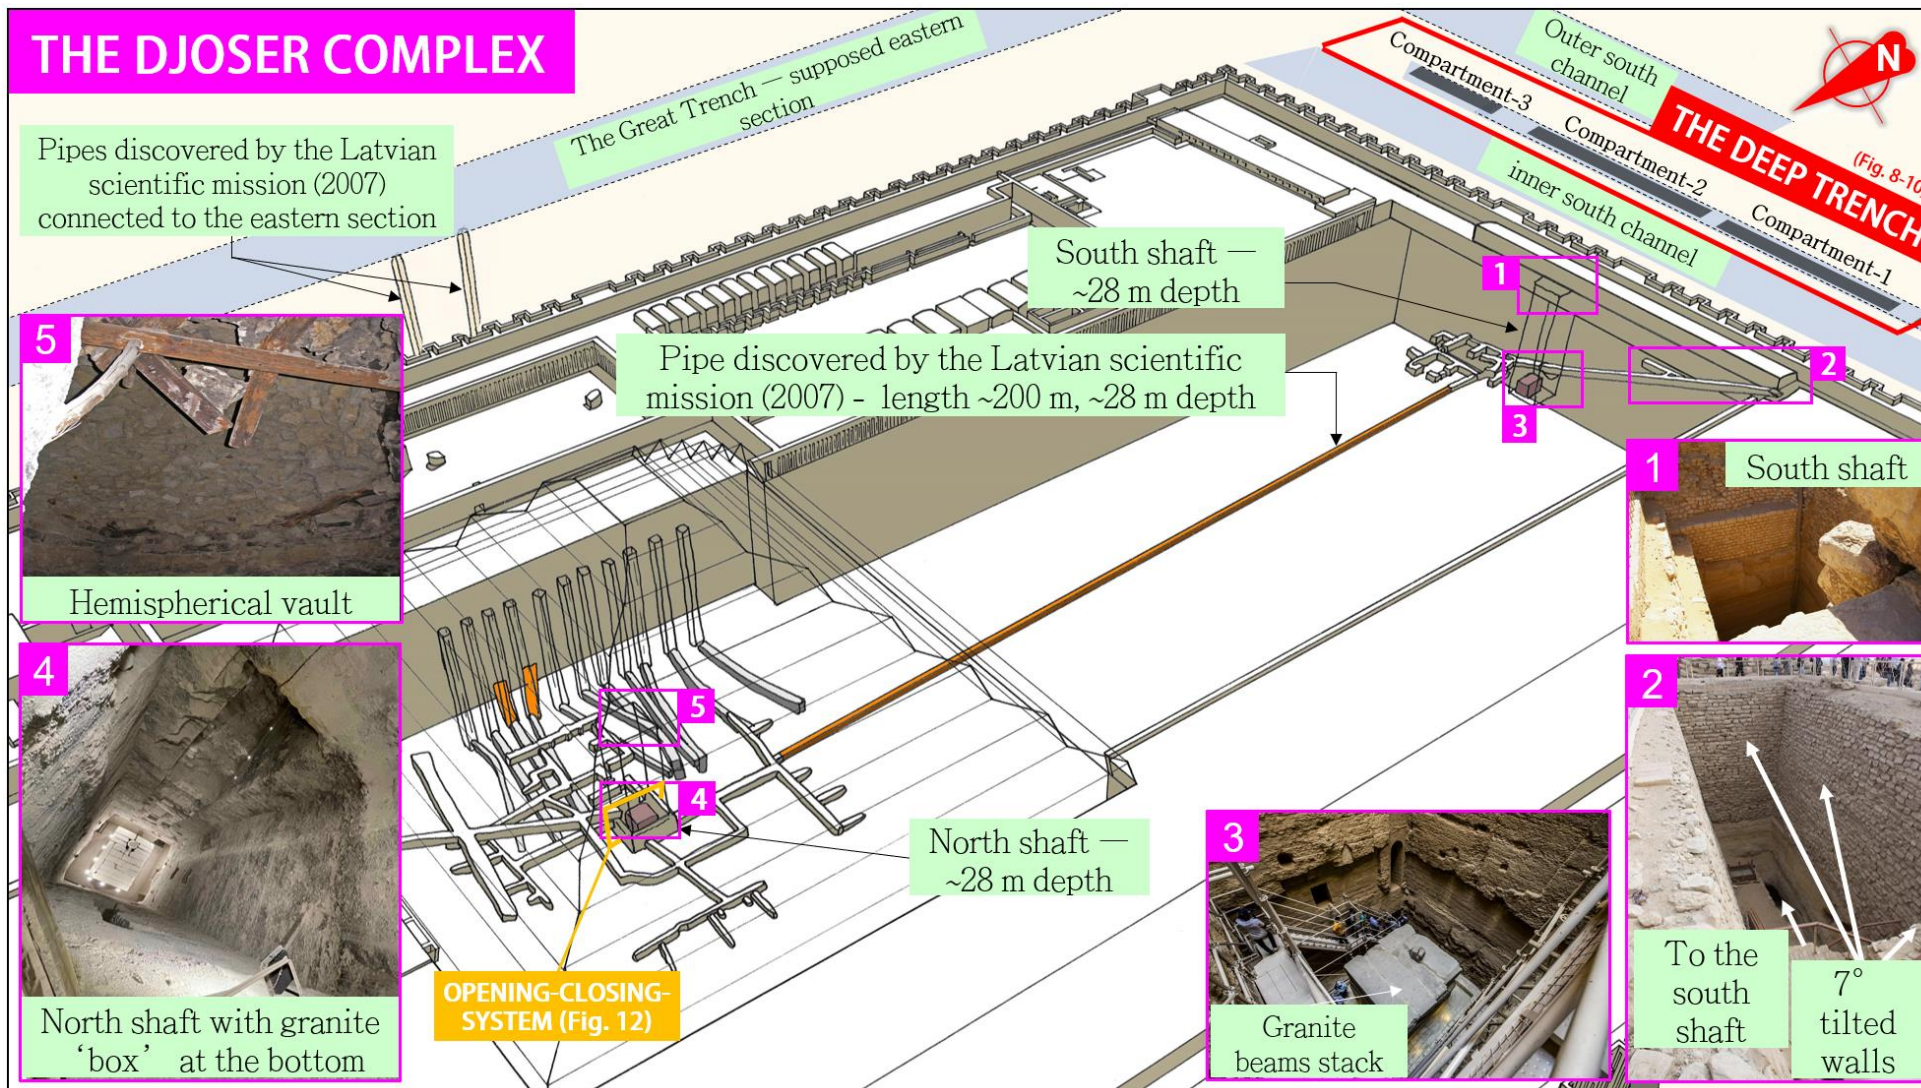 THE DJOSER COMPLEX
Pipes discovered by the Latvian
scientific mission (2007)
connected to the eastern section
The Great Trench — supposed eastern
section
Outer south
channel
N
Compartment-3
Compartment-2
Compartment-1
THE DEEP TRENCH
(Fig. 8-10
inner south channel
South shaft —
~28 m depth
Pipe discovered by the Latvian scientific
mission (2007) - length ~200 m, ~28 m depth
1
2
3
5
Hemispherical vault
4
North shaft with granite
‘box’ at the bottom
5
4
North shaft —
~28 m depth
OPENING-CLOSING-
SYSTEM (Fig. 12)
1
South shaft
2
To the
south
shaft
7°
tilted
walls
3
Granite
beams stack